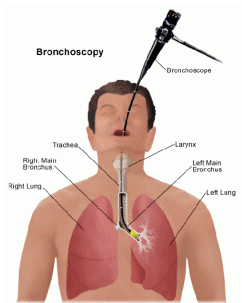 Bronchoscopy
Bronchoscope
Trachea
Larynx
Right Main
Bronchus
Left Main
Bronchus
Right Lung
Left Lung